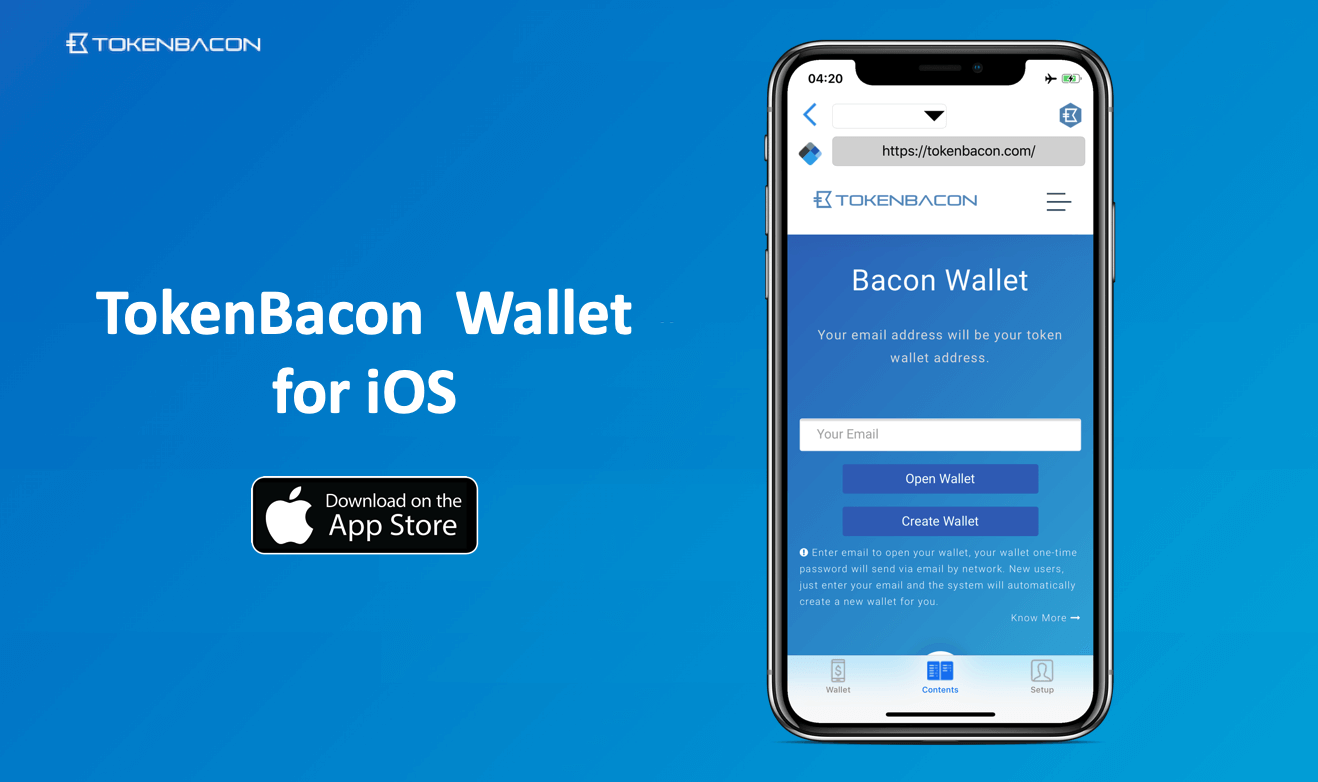 TOKENBACON
TokenBacon Wallet
for iOS
Download on the
App Store
04:20
https://tokenbacon.com/
TOKENBACON
Bacon Wallet
Your email address will be your token
wallet address.
Your Email
Open Wallet
Create Wallet
Enter email to open your wallet, your wallet one-time
password will send via email by network. New users,
just enter your email and the system will automatically
create a new wallet for you.
Know More
Wallet
Contents
Setup